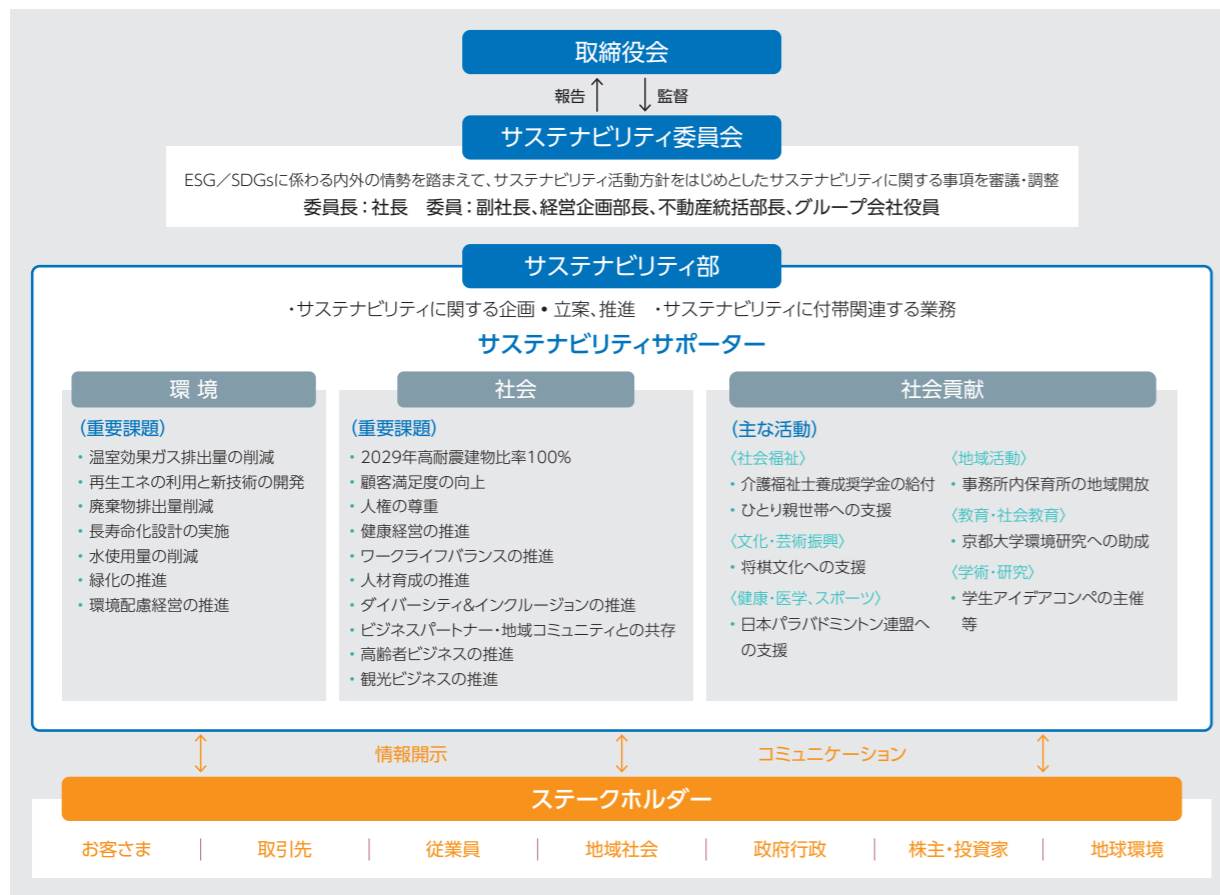 取締役会
報告
監督
サステナビリティ委員会
ESG／SDGsに係わる内外の情勢を踏まえて、サステナビリティ活動方針をはじめとしたサステナビリティに関する事項を審議・調整
委員長：社長　委員：副社長、経営企画部長、不動産統括部長、グループ会社役員
サステナビリティ部
・サステナビリティに関する企画・立案、推進　・サステナビリティに付帯関連する業務
サステナビリティサポーター
環 境
（重要課題）
・温室効果ガス排出量の削減
・再生エネの利用と新技術の開発
・廃棄物排出量削減
・長寿命化設計の実施
・水使用量の削減
・緑化の推進
・環境配慮経営の推進
社会
（重要課題）
・2029年高耐震建物比率100%
・顧客満足度の向上
・人権の尊重
・健康経営の推進
・ワークライフバランスの推進
・人材育成の推進
・ダイバーシティ&インクルージョンの推進
・ビジネスパートナー・地域コミュニティとの共存
・高齢者ビジネスの推進
・観光ビジネスの推進
社会貢献
（主な活動）
〈社会福祉〉
・介護福祉士養成奨学金の給付
・ひとり親世帯への支援
〈文化・芸術振興〉
・将棋文化への支援
〈健康・医学、スポーツ〉
・日本パラバドミントン連盟へ
の支援
〈地域活動〉
・事務所内保育所の地域開放
〈教育・社会教育〉
・京都大学環境研究への助成
〈学術・研究〉
・学生アイデアコンペの主催
等
情報開示
コミュニケーション
ステークホルダー
お客さま
取引先
従業員
地域社会
政府行政
株主・投資家
地球環境